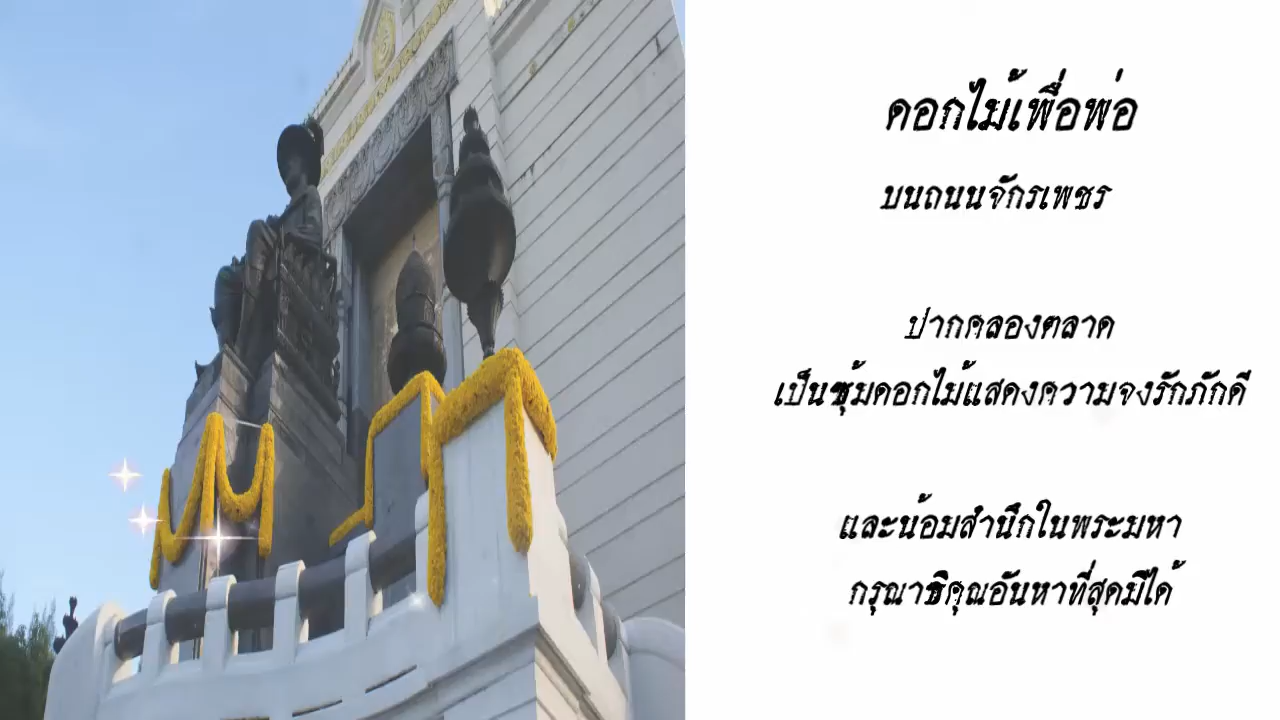 ดอกไม้เพื่อพ่อ
บนถนนจักรเพชร
ปากคลองตลาด
เป็นซุ้มดอกไม้แสดงความจงรักภักดี
และน้อมสำนึกในพระมหา
กรุณาธิคุณอันหาที่สุดมิได้